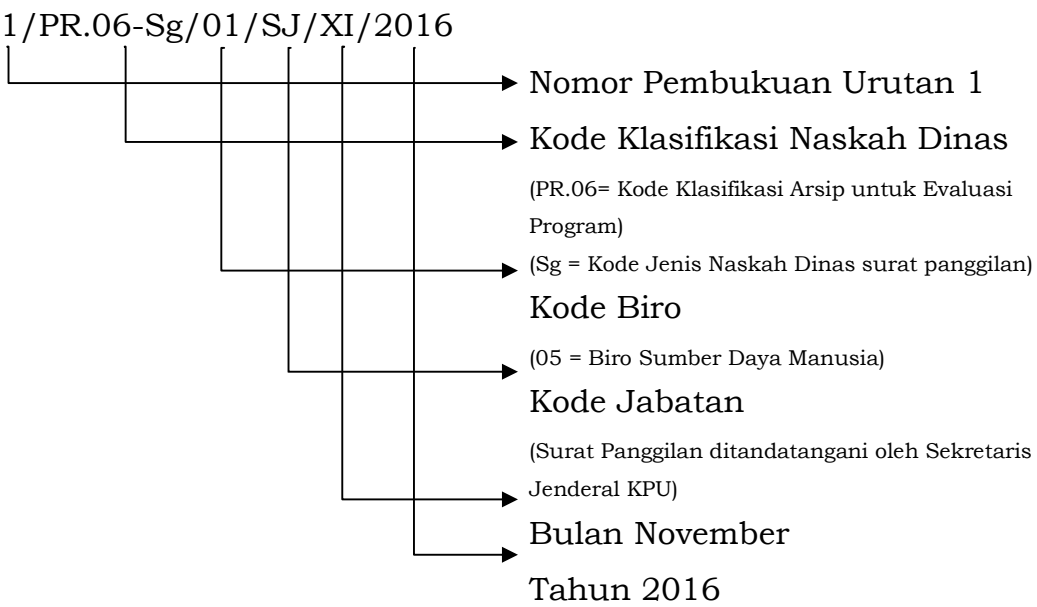 1/PR.06-Sg/01/SJ/XI/2016
Nomor Pembukuan Urutan 1
Kode Klasifikasi Naskah Dinas
(PR.06= Kode Klasifikasi Arsip untuk Evaluasi
Program)
(Sg = Kode Jenis Naskah Dinas surat panggilan)
Kode Biro
(05 = Biro Sumber Daya Manusia)
Kode Jabatan
(Surat Panggilan ditandatangani oleh Sekretaris
Jenderal KPU)
Bulan November
Tahun 2016